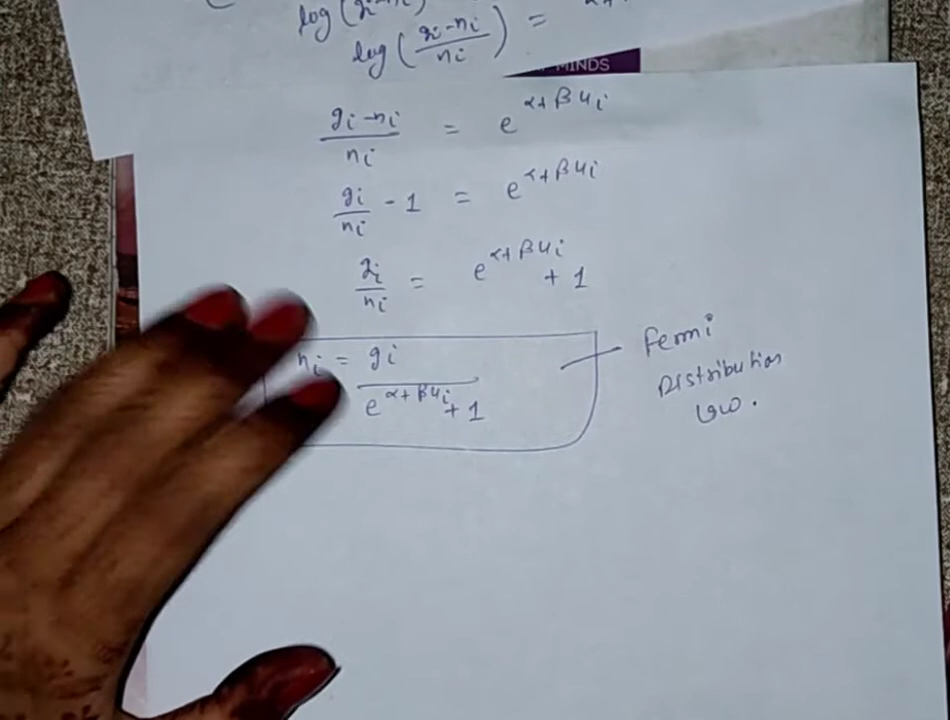 log(
log(gi-ni/ni) =
MINDS
gi-ni/ni = e^α+βui
gi/ni - 1 = e^α+βui
gi/ni = e^α+βui + 1
ni = gi/e^α+βui + 1
fermi
Distribution
law.